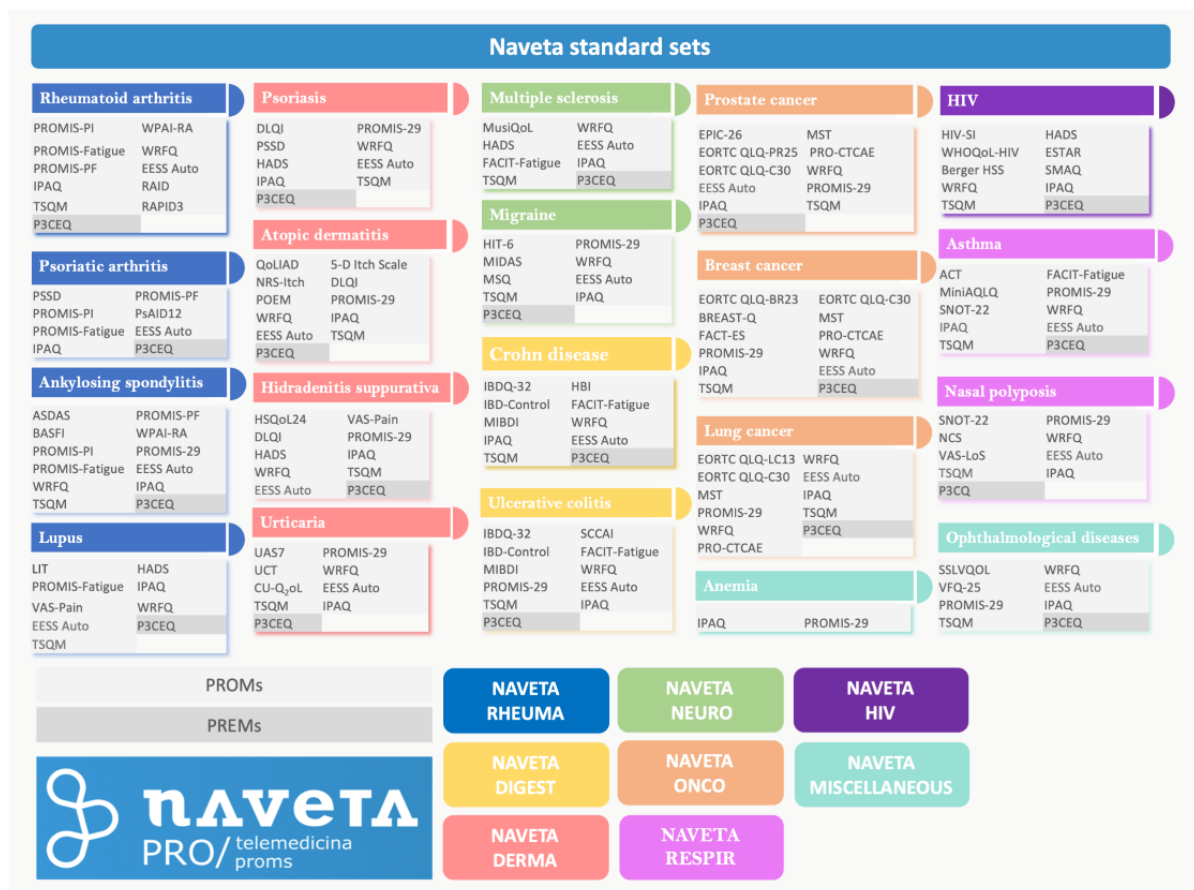 Naveta standard sets
Rheumatoid arthritis
PROMIS-PI WPAI-RA
PROMIS-Fatigue WRFQ
PROMIS-PF EESS Auto
IPAQ RAID
TSQM RAPID3
P3CEQ
Psoriatic arthritis
PSSD PROMIS-PF
PROMIS-PI PsAID12
PROMIS-Fatigue EESS Auto
IPAQ P3CEQ
Ankylosing spondylitis
ASDAS PROMIS-PF
BASFI WPAI-RA
PROMIS-PI PROMIS-29
PROMIS-Fatigue EESS Auto
WRFQ IPAQ
TSQM P3CEQ
Lupus
LIT HADS
PROMIS-Fatigue IPAQ
VAS-Pain WRFQ
EESS Auto P3CEQ
TSQM
Psoriasis
DLQI PROMIS-29
PSSD WRFQ
HADS EESS Auto
IPAQ TSQM
P3CEQ
Atopic dermatitis
QoLIAD 5-D Itch Scale
NRS-Itch DLQI
POEM PROMIS-29
WRFQ IPAQ
EESS Auto TSQM
P3CEQ
Hidradenitis suppurativa
HSQoL24 VAS-Pain
DLQI PROMIS-29
HADS IPAQ
WRFQ TSQM
EESS Auto P3CEQ
Urticaria
UAS7 PROMIS-29
UCT WRFQ
CU-Q₂oL EESS Auto
TSQM IPAQ
P3CEQ
Multiple sclerosis
MusiQoL WRFQ
HADS EESS Auto
FACIT-Fatigue IPAQ
TSQM P3CEQ
Migraine
HIT-6 PROMIS-29
MIDAS WRFQ
MSQ EESS Auto
TSQM IPAQ
P3CEQ
Crohn disease
IBDQ-32 HBI
IBD-Control FACIT-Fatigue
MIBDI WRFQ
IPAQ EESS Auto
TSQM P3CEQ
Ulcerative colitis
IBDQ-32 SCCAI
IBD-Control FACIT-Fatigue
MIBDI WRFQ
PROMIS-29 EESS Auto
TSQM IPAQ
P3CEQ
Prostate cancer
EPIC-26 MST
EORTC QLQ-PR25 PRO-CTCAE
EORTC QLQ-C30 WRFQ
EESS Auto PROMIS-29
IPAQ TSQM
P3CEQ
Breast cancer
EORTC QLQ-BR23 EORTC QLQ-C30
BREAST-Q MST
FACT-ES PRO-CTCAE
PROMIS-29 WRFQ
IPAQ EESS Auto
TSQM P3CEQ
Lung cancer
EORTC QLQ-LC13 WRFQ
EORTC QLQ-C30 EESS Auto
MST IPAQ
PROMIS-29 TSQM
WRFQ P3CEQ
PRO-CTCAE
Anemia
IPAQ PROMIS-29
HIV
HIV-SI HADS
WHOQoL-HIV ESTAR
Berger HSS SMAQ
WRFQ IPAQ
TSQM P3CEQ
Asthma
ACT FACIT-Fatigue
MiniAQLQ PROMIS-29
SNOT-22 WRFQ
IPAQ EESS Auto
TSQM P3CEQ
Nasal polyposis
SNOT-22 PROMIS-29
NCS WRFQ
VAS-LoS EESS Auto
TSQM IPAQ
P3CQ
Ophthalmological diseases
SSLVQOL WRFQ
VFQ-25 EESS Auto
PROMIS-29 IPAQ
TSQM P3CEQ
PROMs
PREMs
naveta
PRO/ telemedicina
proms
NAVETA
RHEUMA
NAVETA
NEURO
NAVETA
HIV
NAVETA
DIGEST
NAVETA
ONCO
NAVETA
MISCELLANEOUS
NAVETA
DERMA
NAVETA
RESPIR